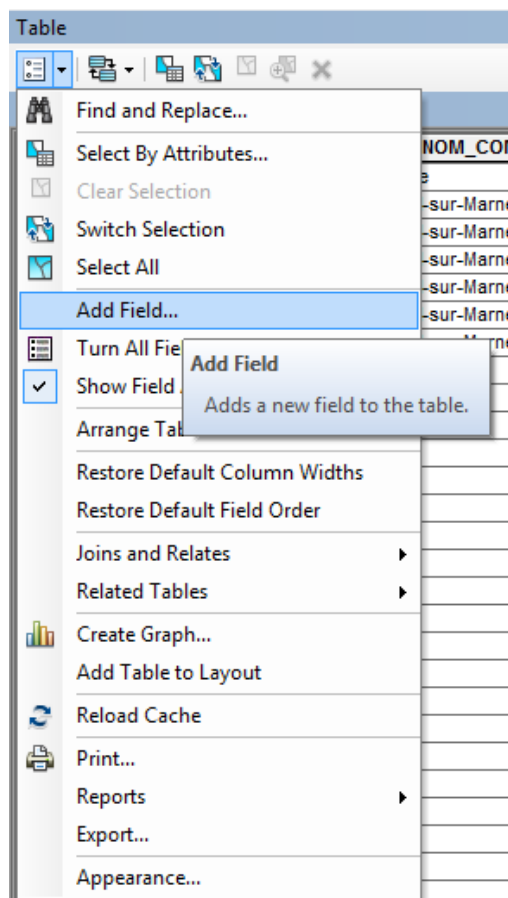 Table
Find and Replace...
NOM_CO
Select By Attributes...
Clear Selection
-sur-Marne
Switch Selection
-sur-Marne
Select All
-sur-Marne
-sur-Marne
Add Field...
-sur-Marne
Turn All Fie
Add Field
Show Field
Adds a new field to the table.
Arrange Tab
Restore Default Column Widths
Restore Default Field Order
Joins and Relates
Related Tables
Create Graph...
Add Table to Layout
Reload Cache
Print...
Reports
Export...
Appearance...